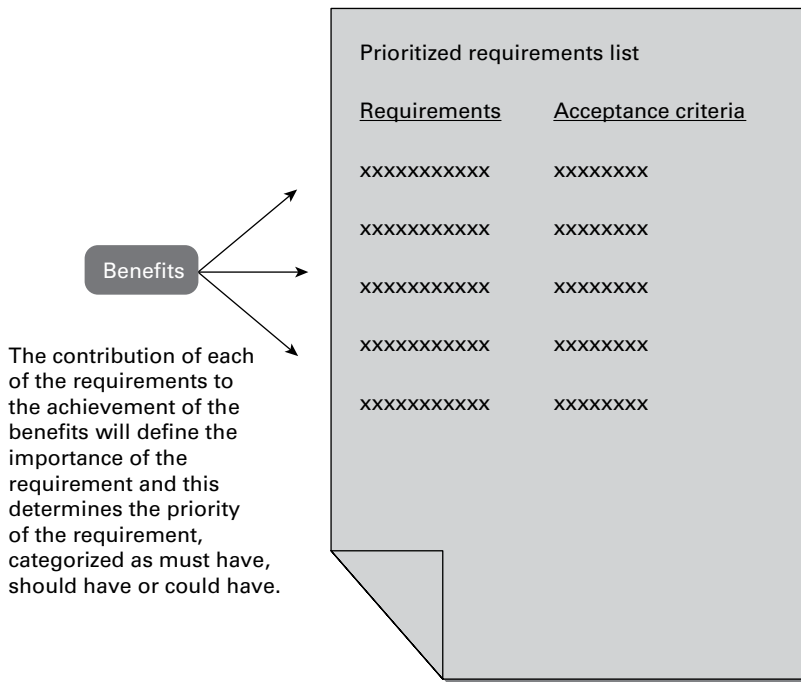 Prioritized requirements list
Requirements Acceptance criteria
xxxxxxxxxxx xxxxxxxx
xxxxxxxxxxx xxxxxxxx
xxxxxxxxxxx xxxxxxxx
xxxxxxxxxxx xxxxxxxx
xxxxxxxxxxx xxxxxxxx
Benefits
The contribution of each
of the requirements to
the achievement of the
benefits will define the
importance of the
requirement and this
determines the priority
of the requirement,
categorized as must have,
should have or could have.